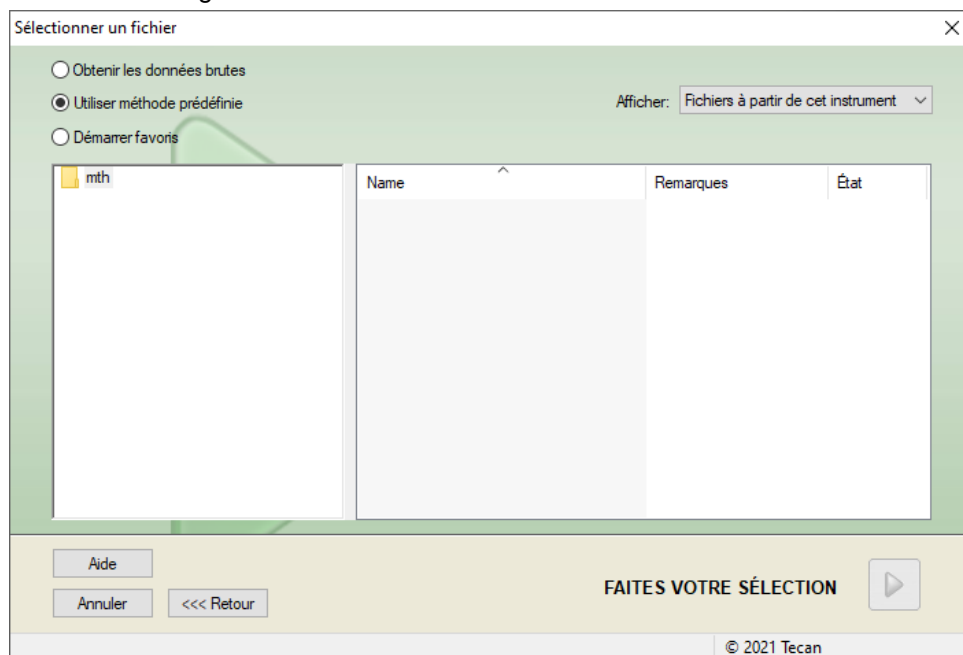 Sélectionner un fichier
Obtenir les données brutes
Utiliser méthode prédéfinie
Afficher: Fichiers à partir de cet instrument
Démarrer favoris
mth
Name Remarques État
Aide
Annuler <<< Retour
FAITES VOTRE SÉLECTION
© 2021 Tecan